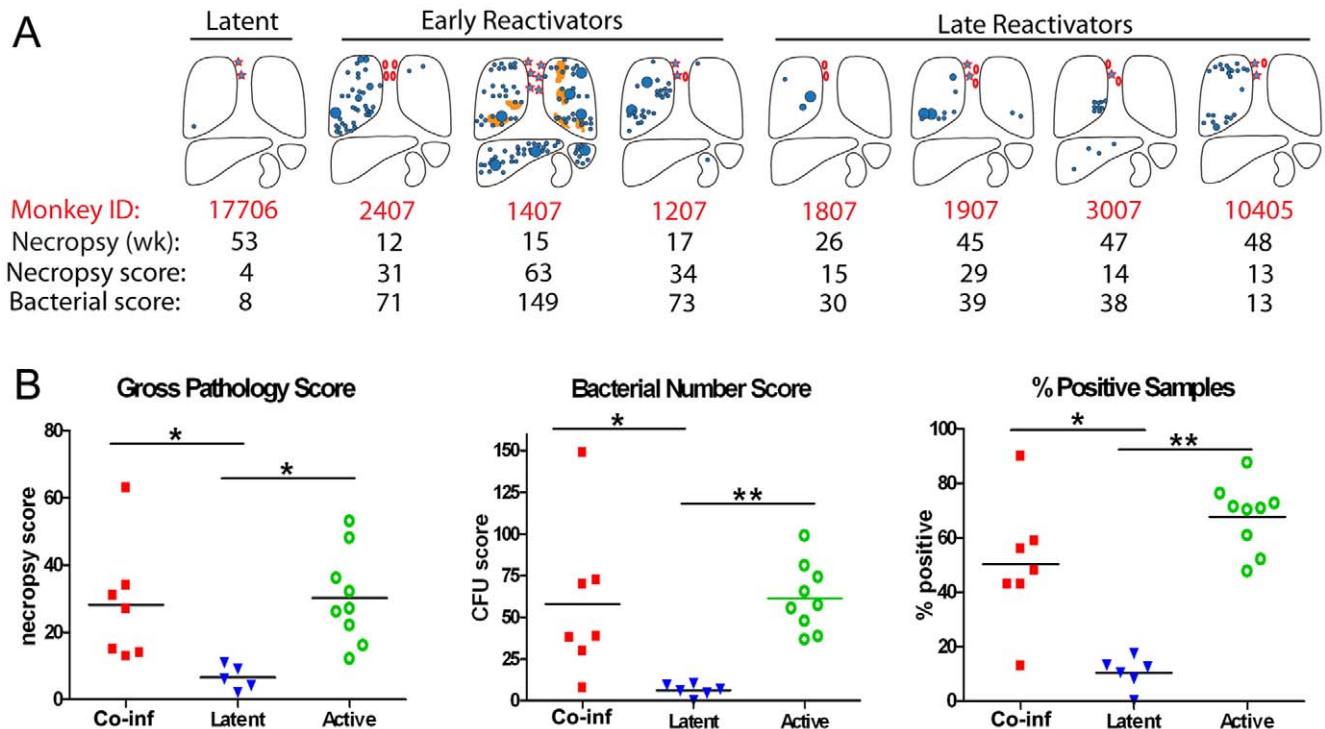 A
Latent Early Reactivators Late Reactivators
Monkey ID: 17706 2407 1407 1207 1807 1907 3007 10405
Necropsy (wk): 53 12 15 17 26 45 47 48
Necropsy score: 4 31 63 34 15 29 14 13
Bacterial score: 8 71 149 73 30 39 38 13
B
Gross Pathology Score Bacterial Number Score % Positive Samples
necropsy score
80
60
40
20
0
* *
Co-inf Latent Active
CFU score
150
125
100
75
50
25
0
* **
Co-inf Latent Active
% positive
100
80
60
40
20
0
* **
Co-inf Latent Active